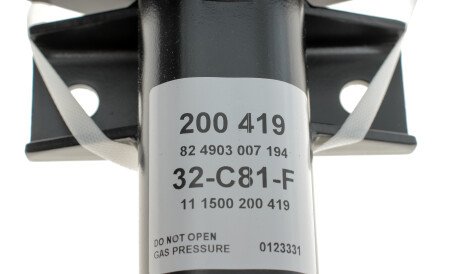 200 419
82 4903 007 194
32-C81-F
11 1500 200 419
DO NOT OPEN
GAS PRESSURE 0123331